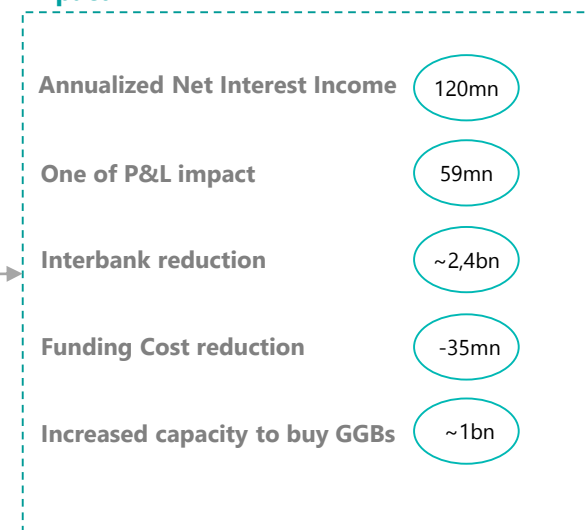 Annualized Net Interest Income 120mn
One of P&L impact 59mn
Interbank reduction ~2,4bn
Funding Cost reduction -35mn
Increased capacity to buy GGBs ~1bn